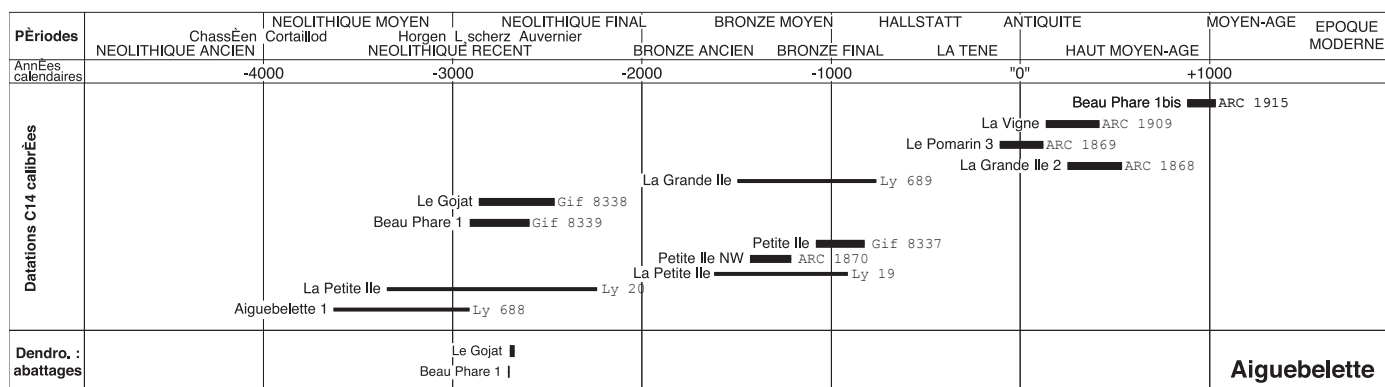 PÈriodes
NEOLITHIQUE MOYEN NEOLITHIQUE FINAL BRONZE MOYEN HALLSTATT ANTIQUITE MOYEN-AGE EPOQUE MODERNE
ChassÈen Cortaillod Horgen L scherz Auvernier
NEOLITHIQUE ANCIEN NEOLITHIQUE RECENT BRONZE ANCIEN BRONZE FINAL LA TENE HAUT MOYEN-AGE
AnnÈes calendaires
-4000 -3000 -2000 -1000 "0" +1000
Datations C14 calibrÈes
Beau Phare 1bis ARC 1915
La Vigne ARC 1909
Le Pomarin 3 ARC 1869
La Grande Ile 2 ARC 1868
La Grande Ile Ly 689
Le Gojat Gif 8338
Beau Phare 1 Gif 8339
Petite Ile Gif 8337
Petite Ile NW ARC 1870
La Petite Ile Ly 19
La Petite Ile Ly 20
Aiguebelette 1 Ly 688
Dendro. :
abattages
Le Gojat
Beau Phare 1
Aiguebelette